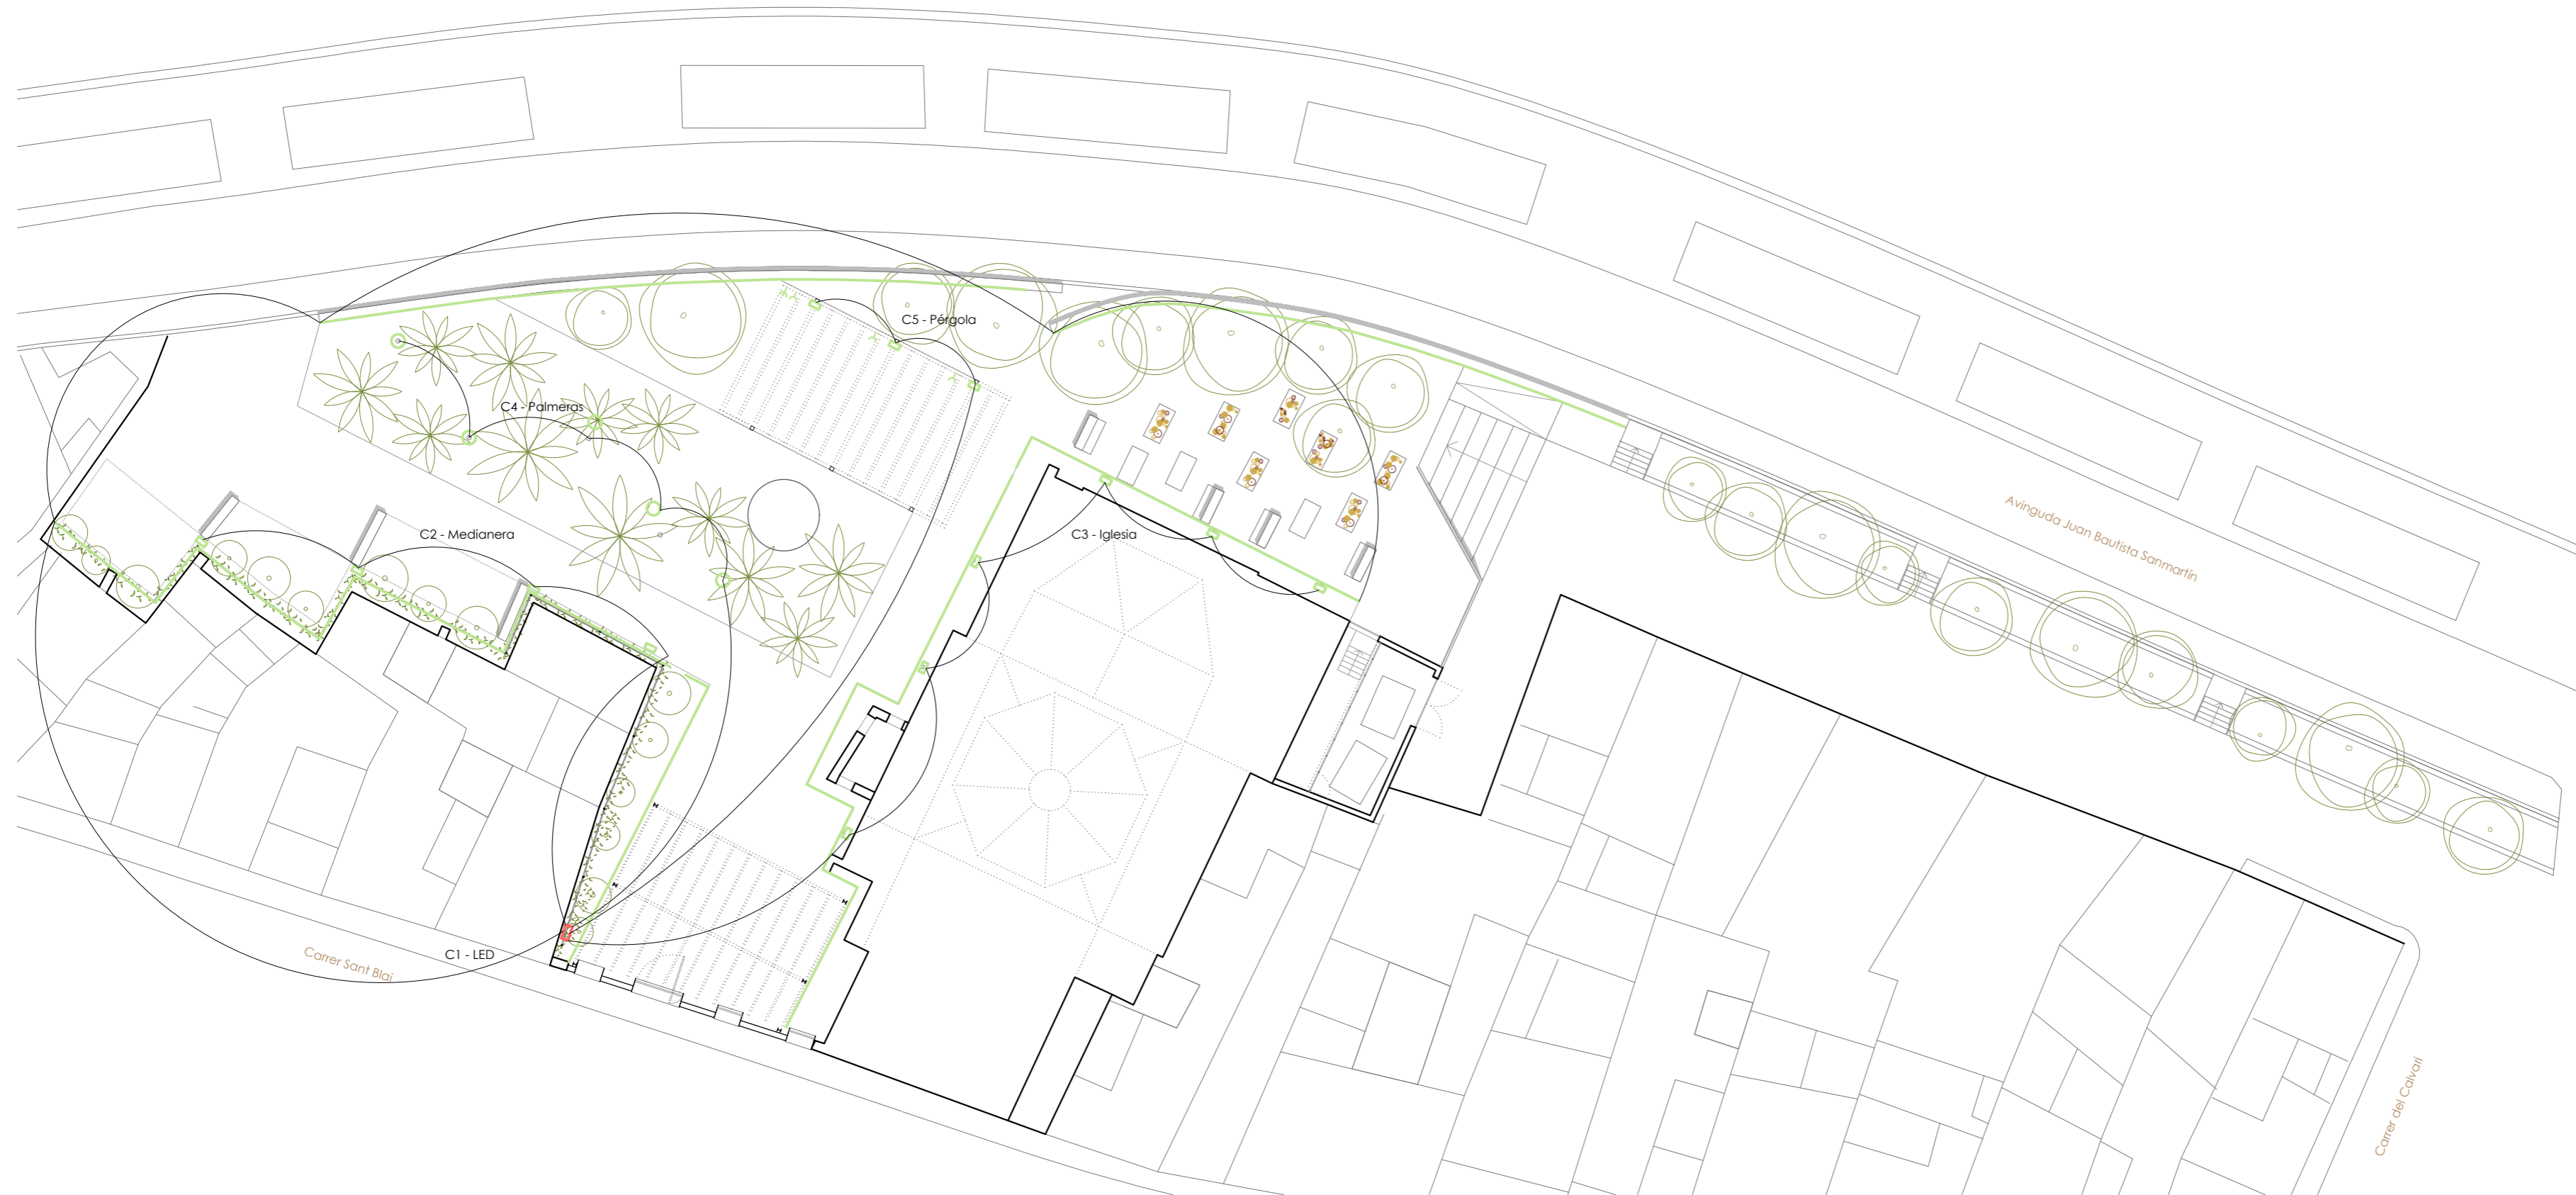 C5 - Pérgola
C4 - Palmeras
C2 - Medianera
C3 - Iglesia
Avinguda Juan Bautista Sanmartín
C1 - LED
Carrer Sant Blai
Carrer del Calvari